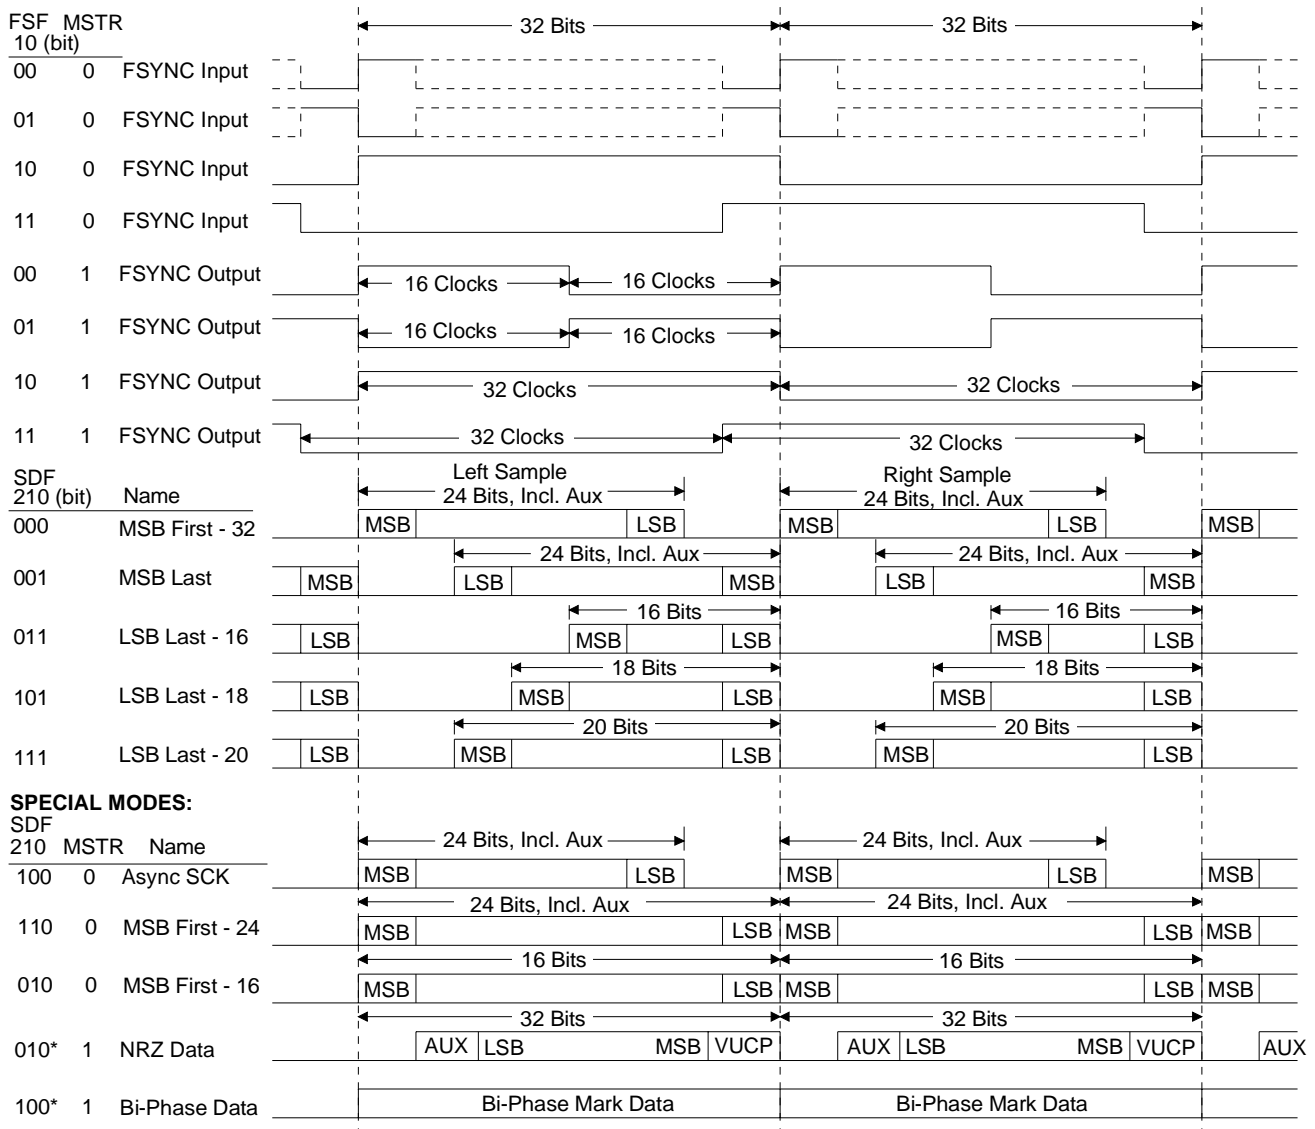 FSF MSTR 32 Bits 32 Bits
10 (bit)
00 0 FSYNC Input
01 0 FSYNC Input
10 0 FSYNC Input
11 0 FSYNC Input
00 1 FSYNC Output 16 Clocks 16 Clocks
01 1 FSYNC Output 16 Clocks 16 Clocks
10 1 FSYNC Output 32 Clocks 32 Clocks
11 1 FSYNC Output 32 Clocks 32 Clocks
SDF Left Sample Right Sample
210 (bit) Name 24 Bits, Incl. Aux 24 Bits, Incl. Aux
000 MSB First - 32 MSB LSB MSB LSB MSB
24 Bits, Incl. Aux 24 Bits, Incl. Aux
001 MSB Last MSB LSB MSB LSB MSB
16 Bits 16 Bits
011 LSB Last - 16 LSB MSB LSB MSB LSB
18 Bits 18 Bits
101 LSB Last - 18 LSB MSB LSB MSB LSB
20 Bits 20 Bits
111 LSB Last - 20 LSB MSB LSB MSB LSB
SPECIAL MODES:
SDF
210 MSTR Name 24 Bits, Incl. Aux 24 Bits, Incl. Aux
100 0 Async SCK MSB LSB MSB LSB MSB
24 Bits, Incl. Aux 24 Bits, Incl. Aux
110 0 MSB First - 24 MSB LSB MSB LSB MSB
16 Bits 16 Bits
010 0 MSB First - 16 MSB LSB MSB LSB MSB
32 Bits 32 Bits
010* 1 NRZ Data AUX LSB MSB VUCP AUX LSB MSB VUCP AUX
100* 1 Bi-Phase Data Bi-Phase Mark Data Bi-Phase Mark Data